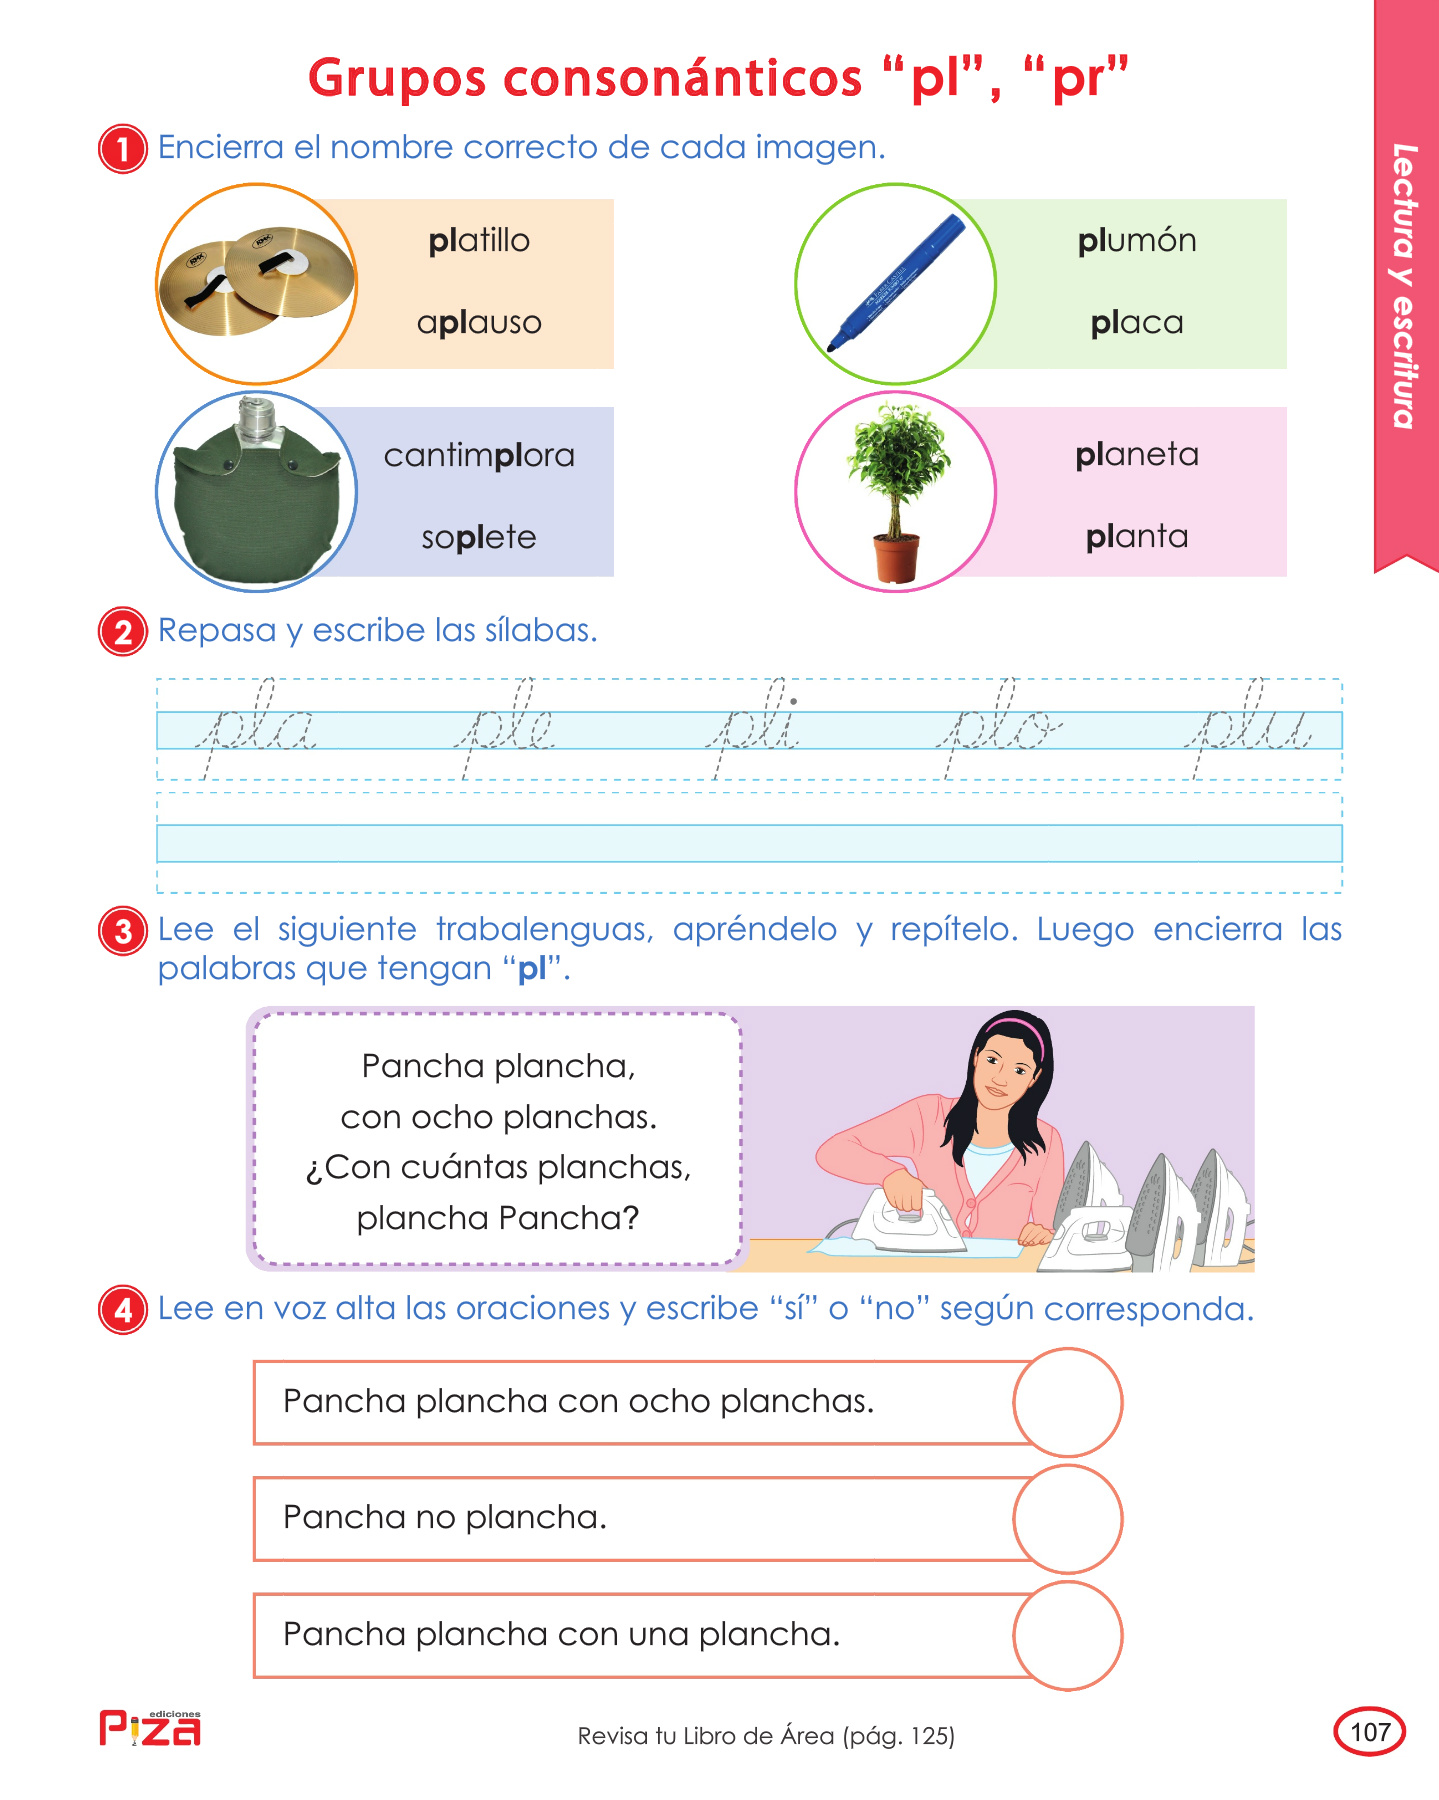 Grupos consonánticos “pl”, “pr”
Lectura y escritura
1 Encierra el nombre correcto de cada imagen.
platillo
aplauso
plumón
placa
cantimplora
soplete
planeta
planta
2 Repasa y escribe las sílabas.
pla ple pli plo plu
3 Lee el siguiente trabalenguas, apréndelo y repítelo. Luego encierra las
palabras que tengan “pl”.
Pancha plancha,
con ocho planchas.
¿Con cuántas planchas,
plancha Pancha?
4 Lee en voz alta las oraciones y escribe “sí” o “no” según corresponda.
Pancha plancha con ocho planchas.
Pancha no plancha.
Pancha plancha con una plancha.
ediciones
Piza
Revisa tu Libro de Área (pág. 125)
107